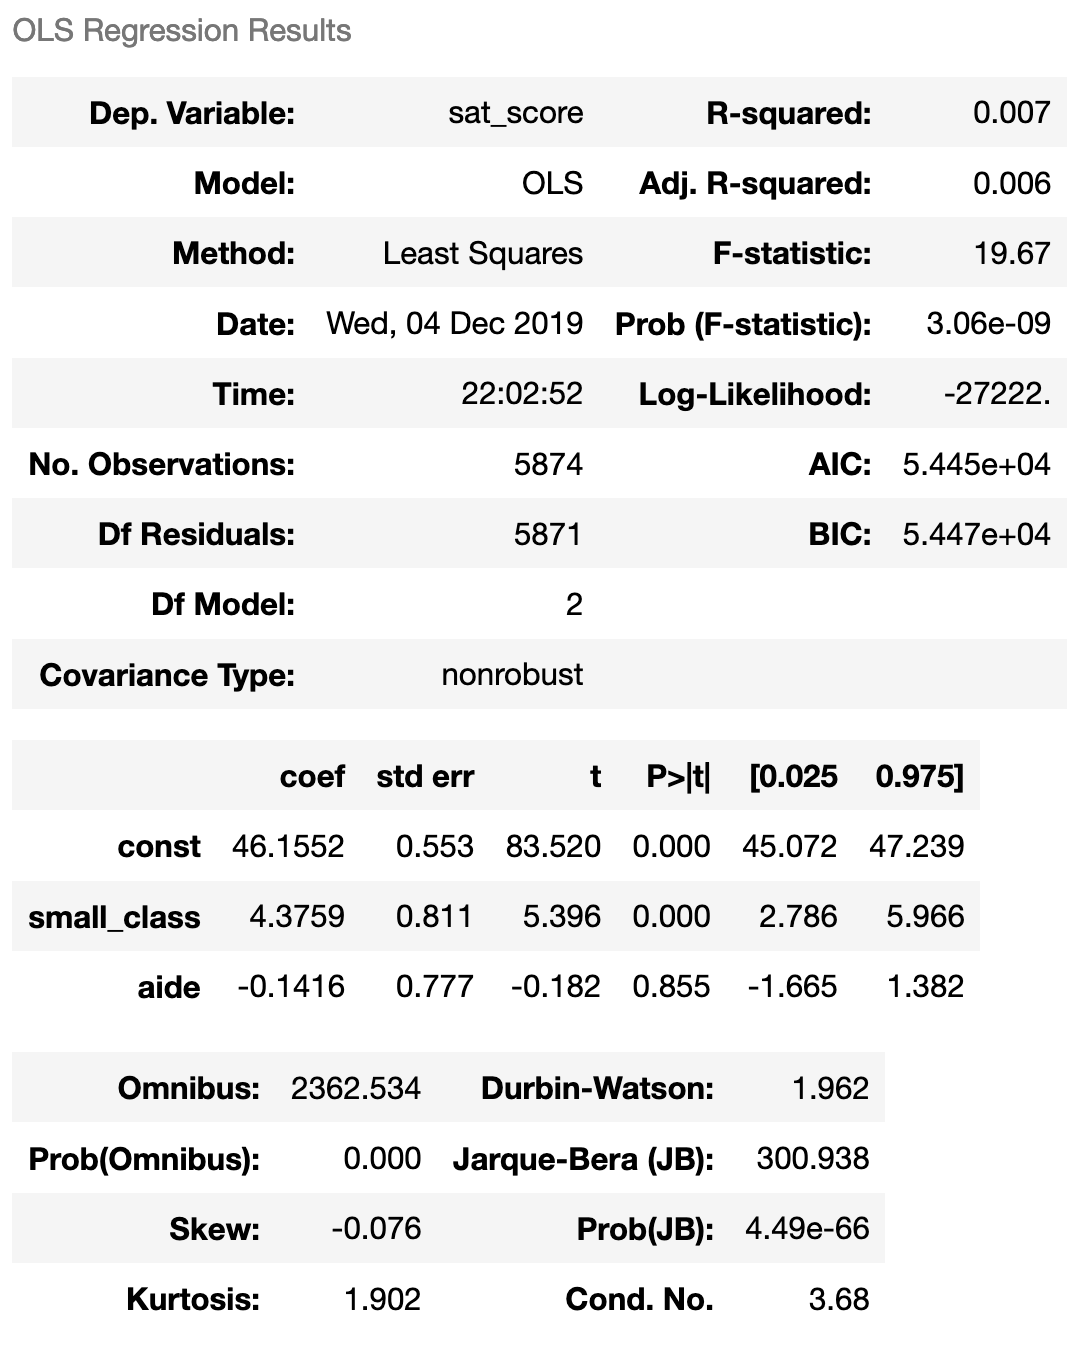 OLS Regression Results
Dep. Variable: sat_score R-squared: 0.007
Model: OLS Adj. R-squared: 0.006
Method: Least Squares F-statistic: 19.67
Date: Wed, 04 Dec 2019 Prob (F-statistic): 3.06e-09
Time: 22:02:52 Log-Likelihood: -27222.
No. Observations: 5874 AIC: 5.445e+04
Df Residuals: 5871 BIC: 5.447e+04
Df Model: 2
Covariance Type: nonrobust
coef std err t P>|t| [0.025 0.975]
const 46.1552 0.553 83.520 0.000 45.072 47.239
small_class 4.3759 0.811 5.396 0.000 2.786 5.966
aide -0.1416 0.777 -0.182 0.855 -1.665 1.382
Omnibus: 2362.534 Durbin-Watson: 1.962
Prob(Omnibus): 0.000 Jarque-Bera (JB): 300.938
Skew: -0.076 Prob(JB): 4.49e-66
Kurtosis: 1.902 Cond. No. 3.68